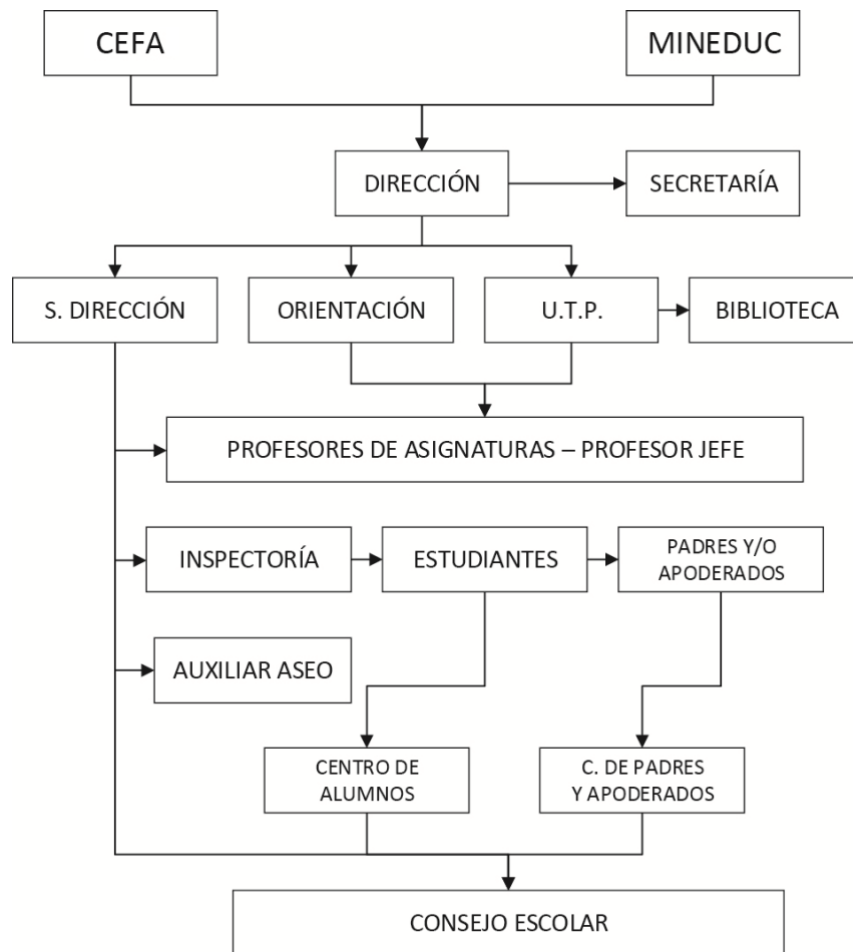 CEFA
MINEDUC
DIRECCIÓN
SECRETARÍA
S. DIRECCIÓN
ORIENTACIÓN
U.T.P.
BIBLIOTECA
PROFESORES DE ASIGNATURAS – PROFESOR JEFE
INSPECTORÍA
ESTUDIANTES
PADRES Y/O
APODERADOS
AUXILIAR ASEO
CENTRO DE
ALUMNOS
C. DE PADRES
Y APODERADOS
CONSEJO ESCOLAR